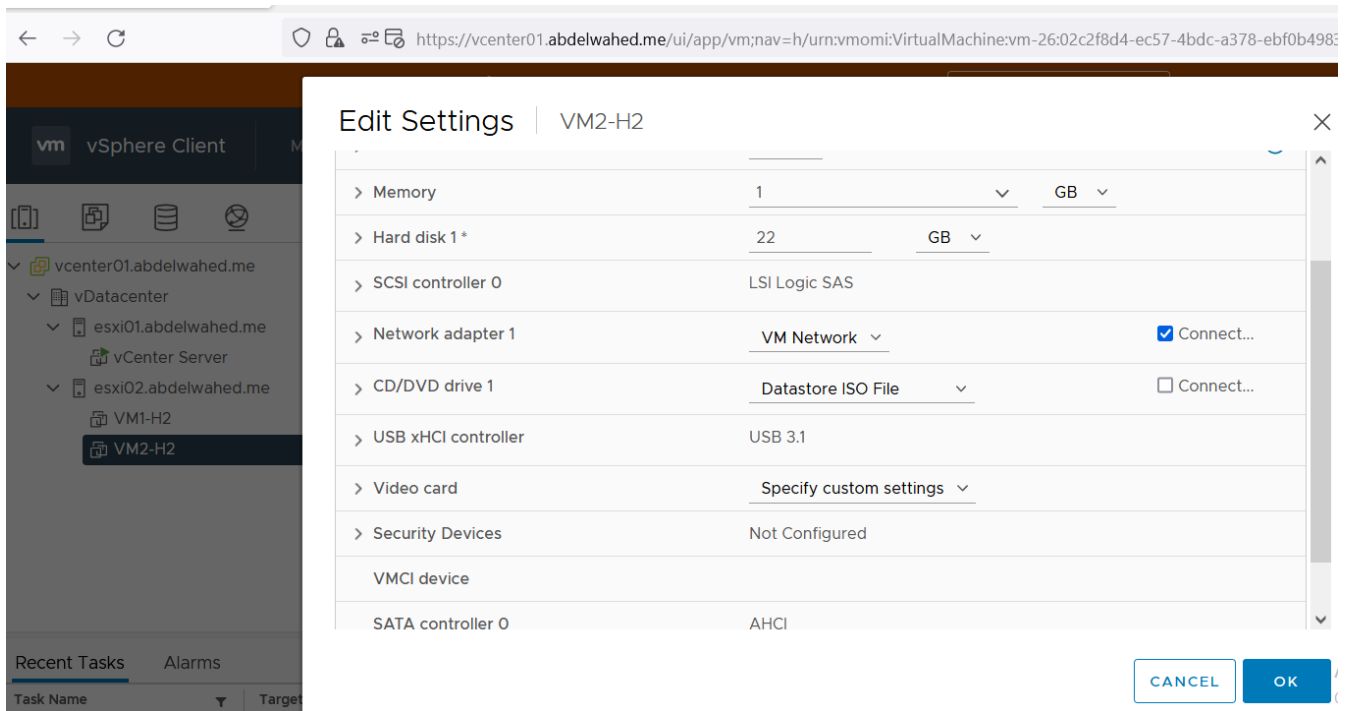 https://vcenter01.abdelwahed.me/ui/app/vm;nav=h/urn:vmomi:VirtualMachine:vm-26:02c2f8d4-ec57-4bdc-a378-ebf0b4983
Edit Settings VM2-H2
vm vSphere Client M
Memory 1 GB
Hard disk 1 * 22 GB
SCSI controller 0 LSI Logic SAS
Network adapter 1 VM Network Connect...
CD/DVD drive 1 Datastore ISO File Connect...
USB xHCI controller USB 3.1
Video card Specify custom settings
Security Devices Not Configured
VMCI device
SATA controller 0 AHCI
CANCEL OK
vcenter01.abdelwahed.me
vDatacenter
esxi01.abdelwahed.me
vCenter Server
esxi02.abdelwahed.me
VM1-H2
VM2-H2
Recent Tasks Alarms
Task Name Target